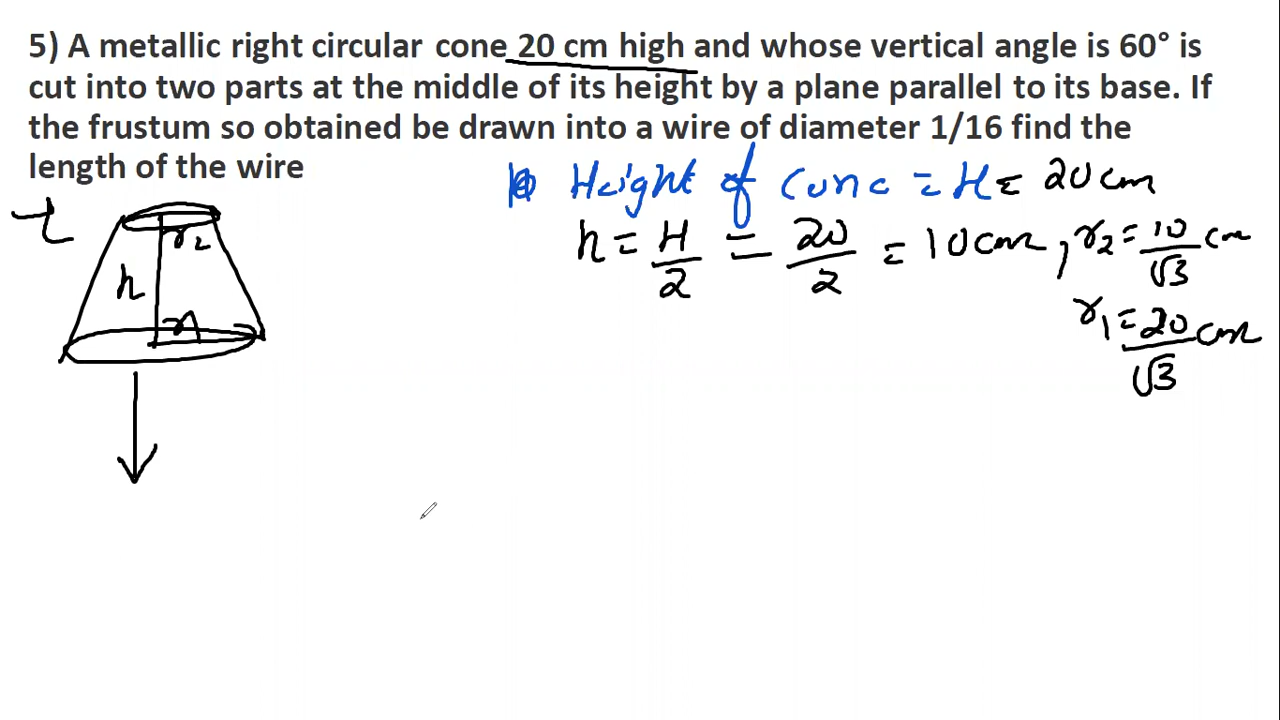 5) A metallic right circular cone 20 cm high and whose vertical angle is 60° is
cut into two parts at the middle of its height by a plane parallel to its base. If
the frustum so obtained be drawn into a wire of diameter 1/16 find the
length of the wire
Height of cone = H = 20 cm
h = H/2 = 20/2 = 10 cm, r2 = 10/√3 cm
r1 = 20/√3 cm
r2
h